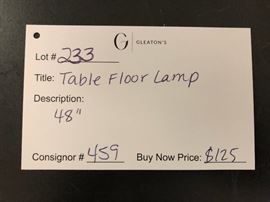 G GLEATON'S
Lot # 233
Title: Table Floor Lamp
Description:
48"
Consignor # 459 Buy Now Price: $125